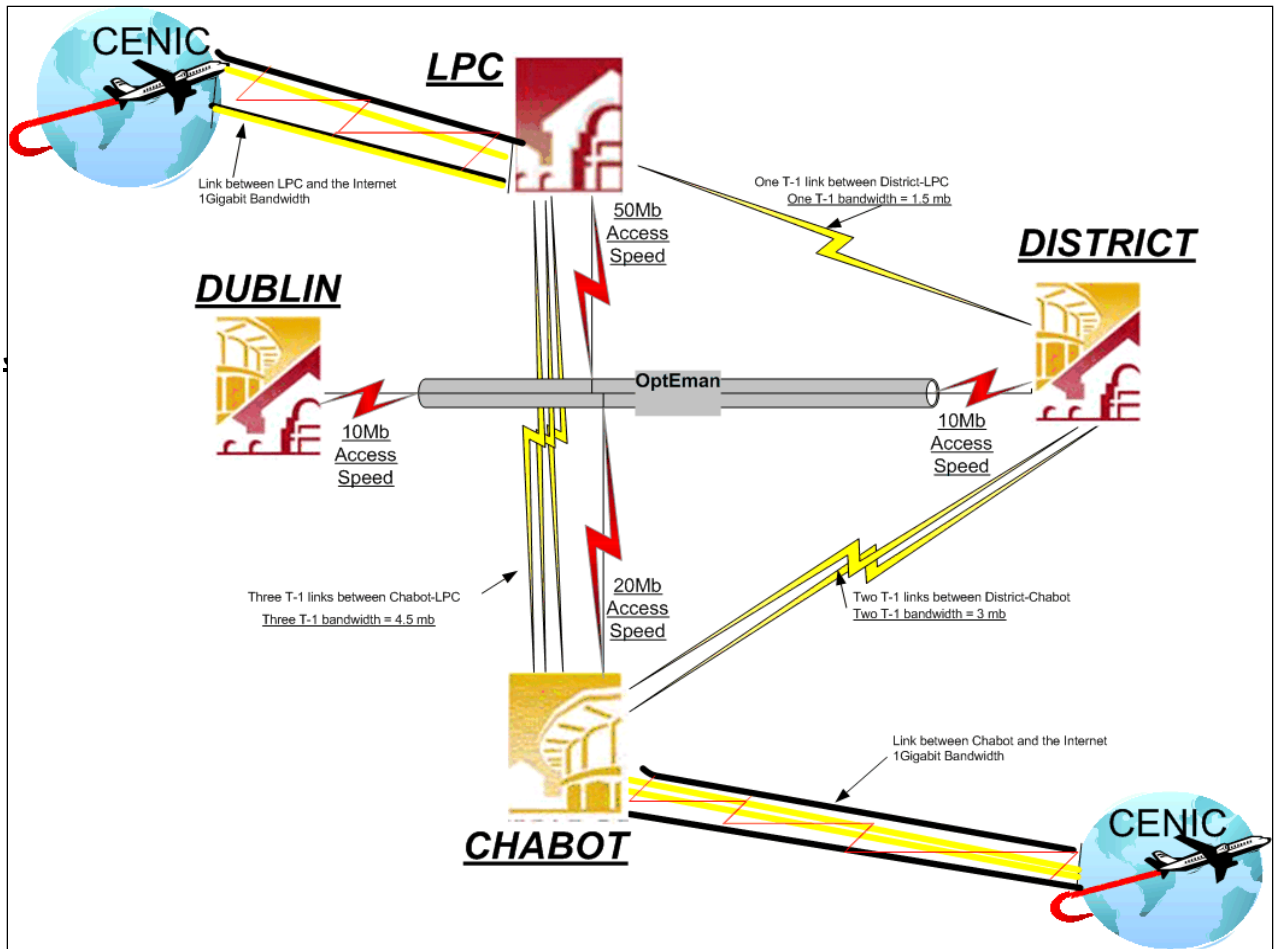 CENIC
LPC
Link between LPC and the Internet
1Gigabit Bandwidth
One T-1 link between District-LPC
One T-1 bandwidth = 1.5 mb
50Mb
Access
Speed
DISTRICT
DUBLIN
OptEman
10Mb
Access
Speed
10Mb
Access
Speed
Three T-1 links between Chabot-LPC
Three T-1 bandwidth = 4.5 mb
20Mb
Access
Speed
Two T-1 links between District-Chabot
Two T-1 bandwidth = 3 mb
Link between Chabot and the Internet
1Gigabit Bandwidth
CHABOT
CENIC